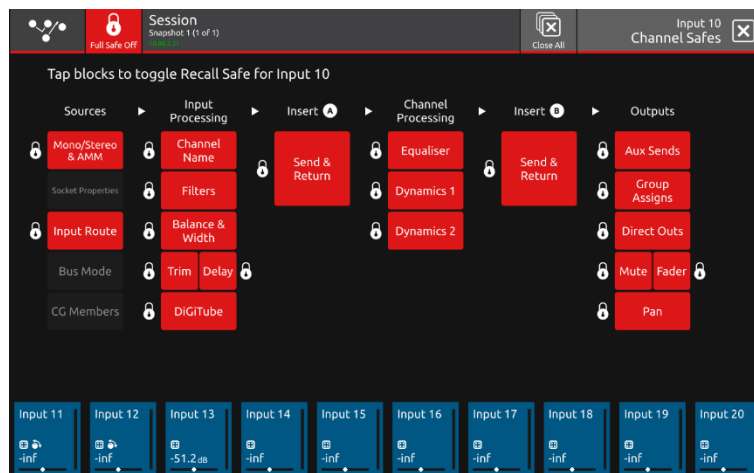 Full Safe Off
Session
Snapshot 1 (1 of 1)
Close All
Input 10
Channel Safes
Tap blocks to toggle Recall Safe for Input 10
Sources
Input
Processing
Insert A
Channel
Processing
Insert B
Outputs
Mono/Stereo
& AMM
Channel
Name
Send &
Return
Equaliser
Send &
Return
Aux Sends
Socket Properties
Filters
Dynamics 1
Group
Assigns
Input Route
Balance &
Width
Dynamics 2
Direct Outs
Bus Mode
Trim
Delay
Mute
Fader
CG Members
DiGiTube
Pan
Input 11
Input 12
Input 13
Input 14
Input 15
Input 16
Input 17
Input 18
Input 19
Input 20
-inf
-inf
-51.2dB
-inf
-inf
-inf
-inf
-inf
-inf
-inf